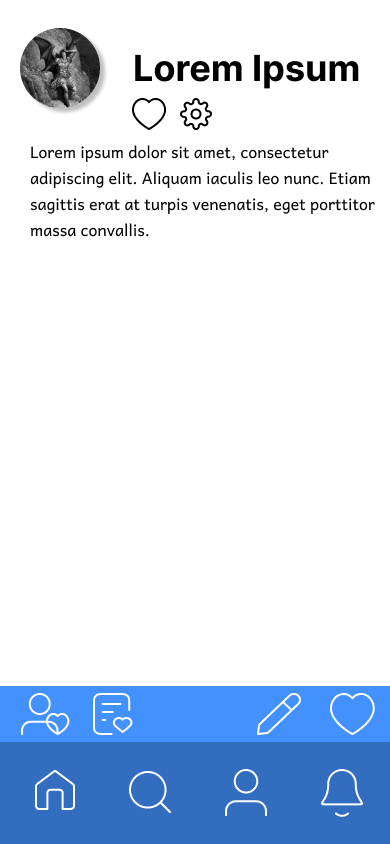 Lorem Ipsum
Lorem ipsum dolor sit amet, consectetur
adipiscing elit. Aliquam iaculis leo nunc. Etiam
sagittis erat at turpis venenatis, eget porttitor
massa convallis.